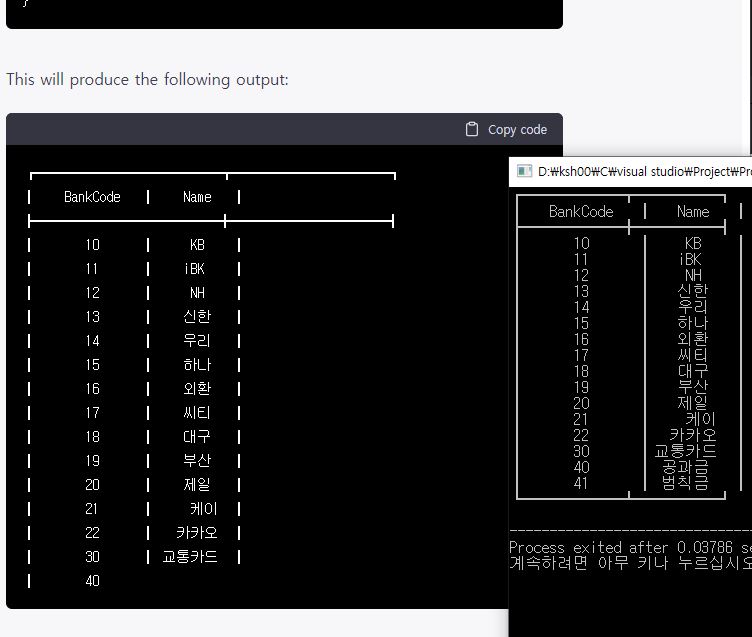 }
This will produce the following output:
Copy code
BankCode | Name |
10 | KB |
11 | iBK |
12 | NH |
13 | 신한 |
14 | 우리 |
15 | 하나 |
16 | 외환 |
17 | 씨티 |
18 | 대구 |
19 | 부산 |
20 | 제일 |
21 | 케이 |
22 | 카카오 |
30 | 교통카드 |
40
D:₩ksh00₩C₩visual studio₩Project₩Pr
BankCode | Name |
10 KB
11 iBK
12 NH
13 신한
14 우리
15 하나
16 외환
17 씨티
18 대구
19 부산
20 제일
21 케이
22 카카오
30 교통카드
40 공과금
41 범칙금
--------------------------------
Process exited after 0.03786 se
계속하려면 아무 키나 누르십시오